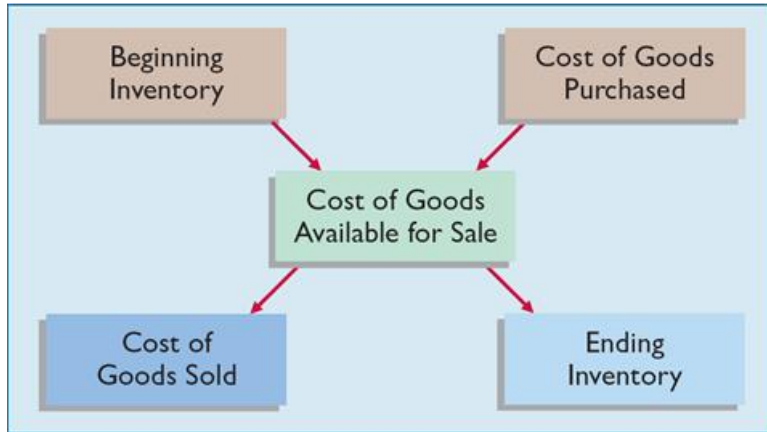 Beginning
Inventory
Cost of Goods
Purchased
Cost of Goods
Available for Sale
Cost of
Goods Sold
Ending
Inventory